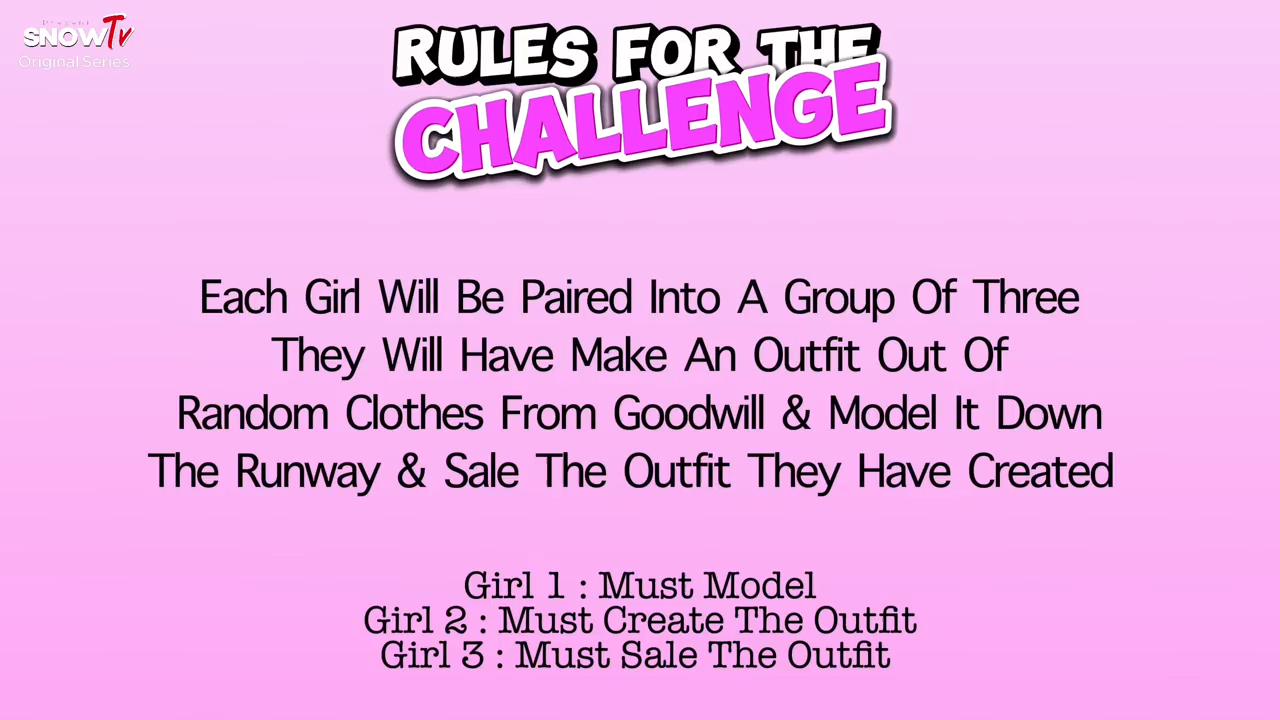 SNOWTv
Original Series
RULES FOR THE
CHALLENGE
Each Girl Will Be Paired Into A Group Of Three
They Will Have Make An Outfit Out Of
Random Clothes From Goodwill & Model It Down
The Runway & Sale The Outfit They Have Created
Girl 1 : Must Model
Girl 2 : Must Create The Outfit
Girl 3 : Must Sale The Outfit